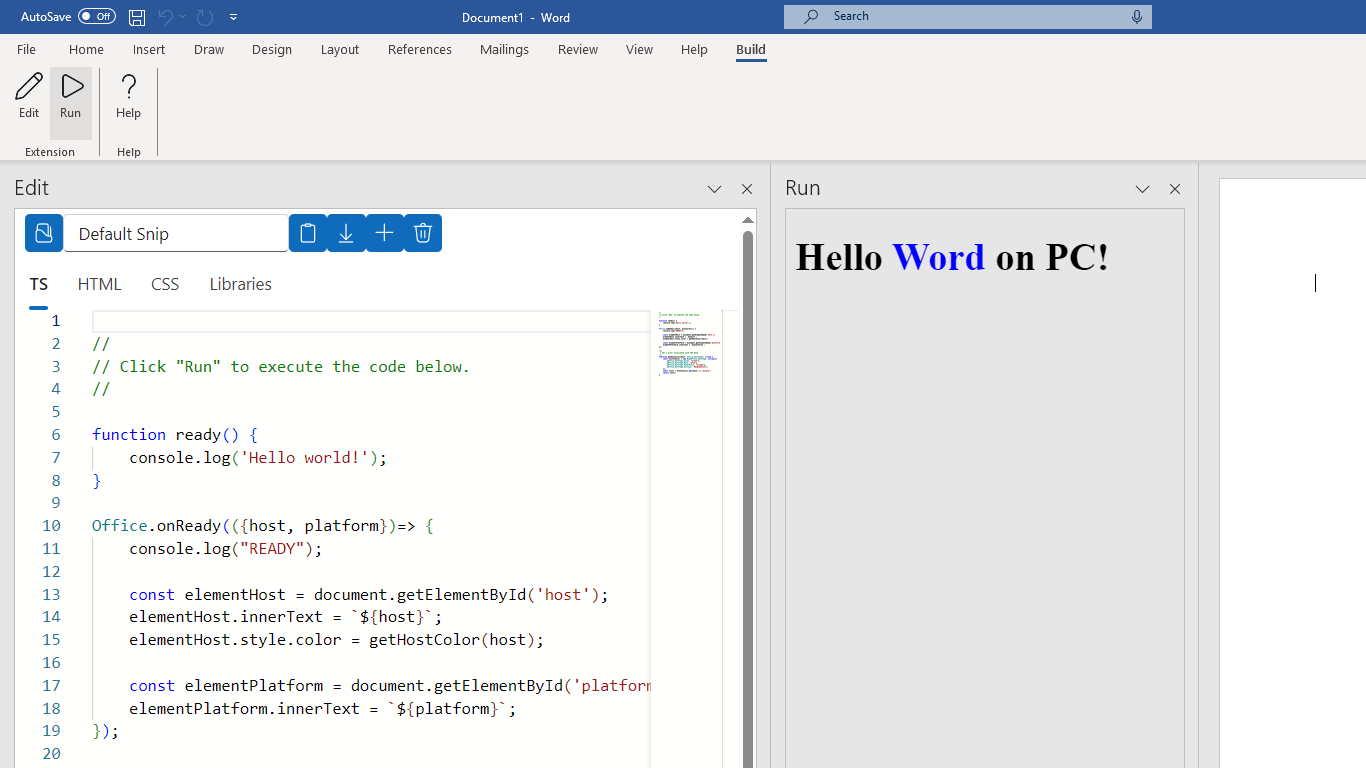 AutoSave Off Document1 - Word Search
File Home Insert Draw Design Layout References Mailings Review View Help Build
Edit Run Help
Extension Help
Edit
Default Snip
TS HTML CSS Libraries
1
2 //
3 // Click "Run" to execute the code below.
4 //
5
6 function ready() {
7 console.log('Hello world!');
8 }
9
10 Office.onReady(({host, platform})=> {
11 console.log("READY");
12
13 const elementHost = document.getElementById('host');
14 elementHost.innerText = `${host}`;
15 elementHost.style.color = getHostColor(host);
16
17 const elementPlatform = document.getElementById('platform
18 elementPlatform.innerText = `${platform}`;
19 });
20
Run
Hello Word on PC!